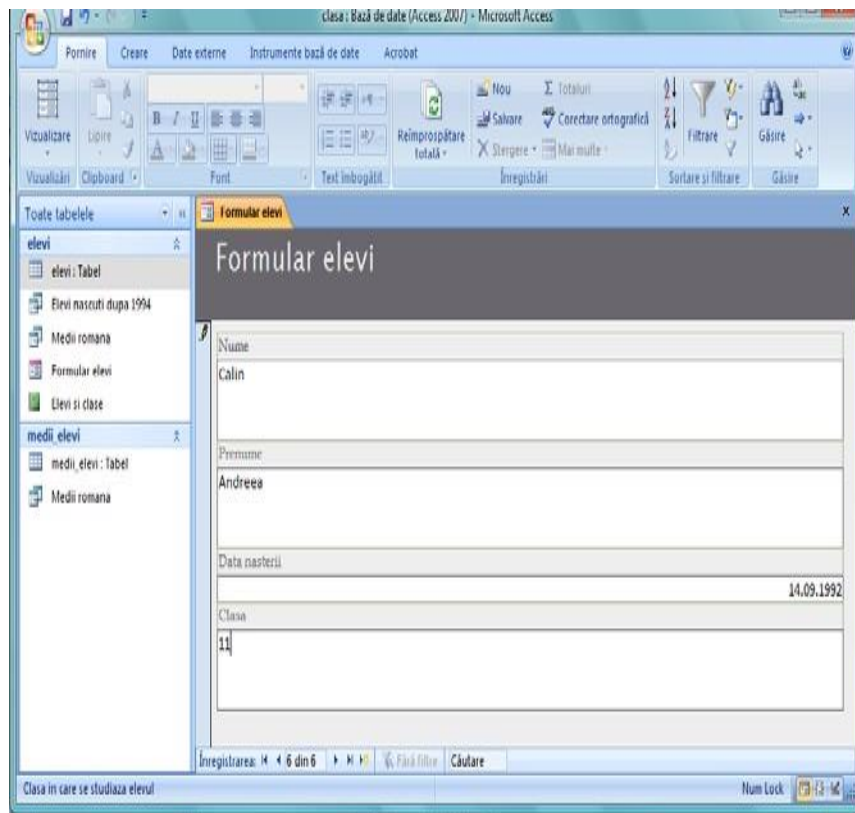 clasa : Bază de date (Access 2007) - Microsoft Access
Pornire Creare Date externe Instrumente bază de date Acrobat
Vizualizare
Lipire
B I U
A
Reîmprospătare totală
Nou
Salvare
Ștergere
Σ Totaluri
Corectare ortografică
Mai multe
Filtrare
Găsire
Vizualizări Clipboard Font Text îmbogățit Înregistrări Sortare și filtrare Găsire
Toate tabelele
Formular elevi
elevi
elevi : Tabel
Elevi nascuti dupa 1994
Medii romana
Formular elevi
Elevi si clase
medii_elevi
medii_elevi : Tabel
Medii romana
Formular elevi
Nume
Calin
Prenume
Andreea
Data nasterii
14.09.1992
Clasa
11
Înregistrarea: 6 din 6 Fără filtre Căutare
Clasa in care se studiaza elevul
Num Lock